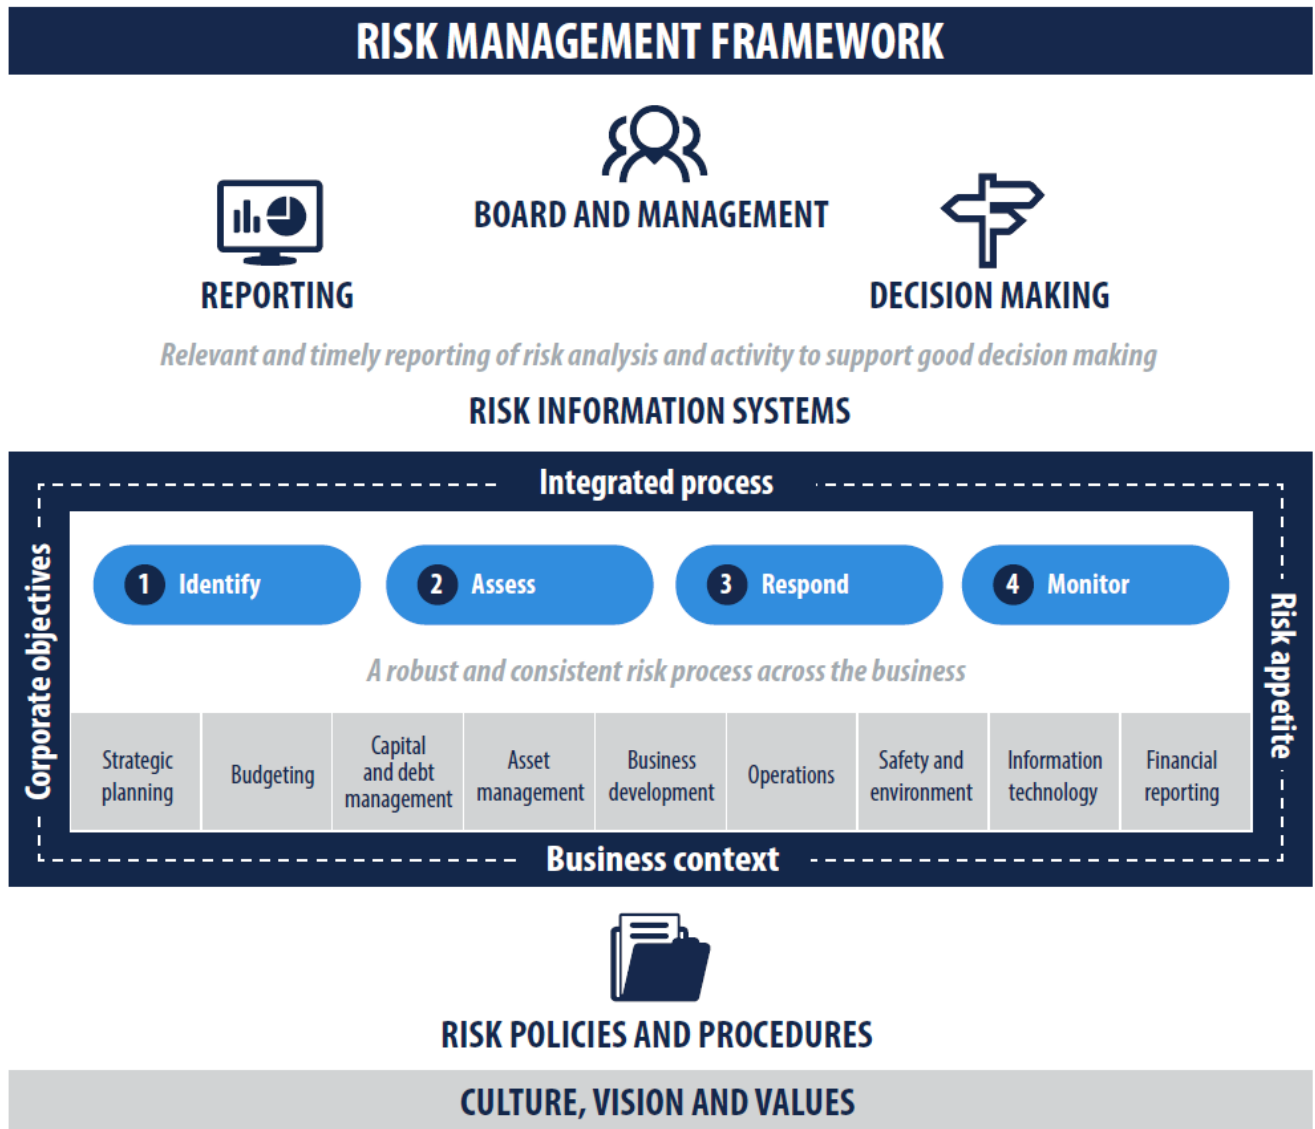 RISK MANAGEMENT FRAMEWORK
BOARD AND MANAGEMENT
REPORTING
DECISION MAKING
Relevant and timely reporting of risk analysis and activity to support good decision making
RISK INFORMATION SYSTEMS
Integrated process
Corporate objectives
1 Identify
2 Assess
3 Respond
4 Monitor
Risk appetite
A robust and consistent risk process across the business
Strategic
planning
Budgeting
Capital
and debt
management
Asset
management
Business
development
Operations
Safety and
environment
Information
technology
Financial
reporting
Business context
RISK POLICIES AND PROCEDURES
CULTURE, VISION AND VALUES